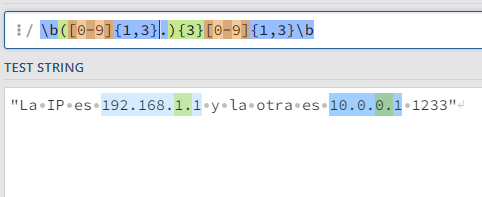 / \b([0-9]{1,3}.){3}[0-9]{1,3}\b
TEST STRING
"La·IP·es·192.168.1.1·y·la·otra·es·10.0.0.1·1233"↵